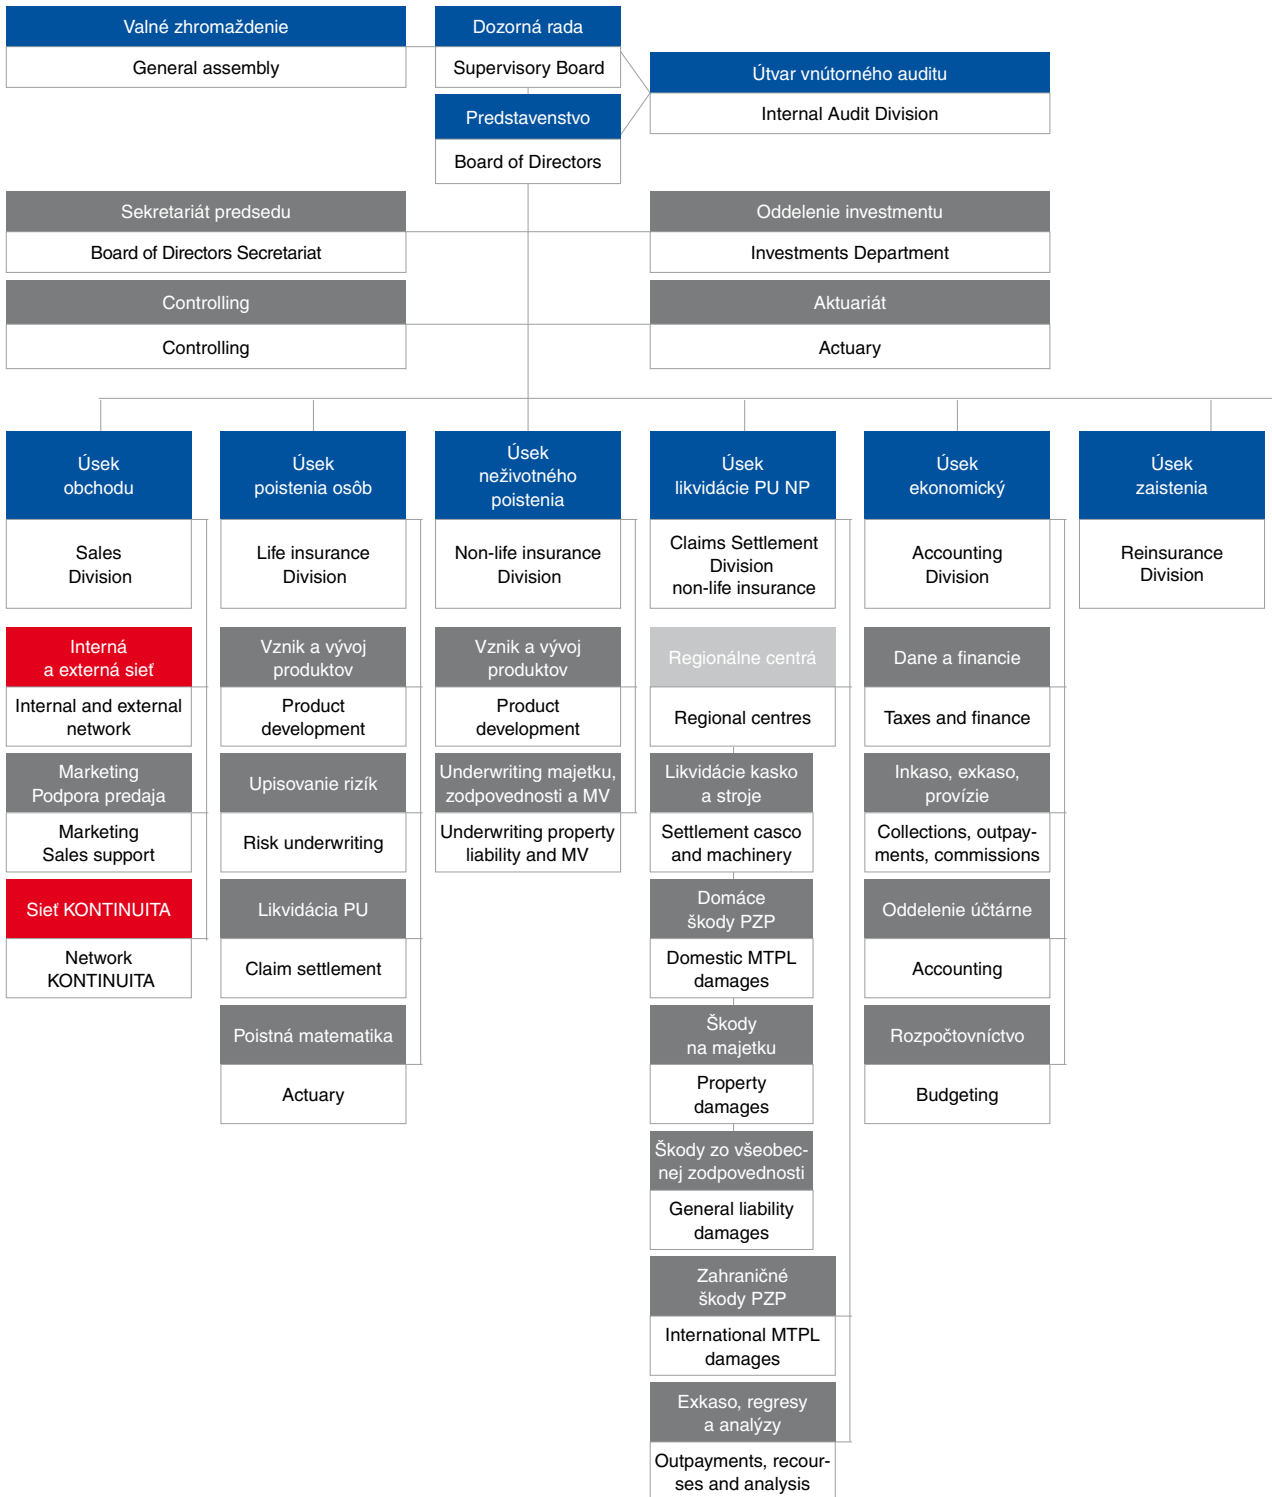 Valné zhromaždenie
General assembly
Dozorná rada
Supervisory Board
Predstavenstvo
Board of Directors
Útvar vnútorného auditu
Internal Audit Division
Sekretariát predsedu
Board of Directors Secretariat
Oddelenie investmentu
Investments Department
Controlling
Controlling
Aktuariát
Actuary
Úsek
obchodu
Sales
Division
Interná
a externá sieť
Internal and external
network
Marketing
Podpora predaja
Marketing
Sales support
Sieť KONTINUITA
Network
KONTINUITA
Úsek
poistenia osôb
Life insurance
Division
Vznik a vývoj
produktov
Product
development
Upisovanie rizík
Risk underwriting
Likvidácia PU
Claim settlement
Poistná matematika
Actuary
Úsek
neživotného
poistenia
Non-life insurance
Division
Vznik a vývoj
produktov
Product
development
Underwriting majetku,
zodpovednosti a MV
Underwriting property
liability and MV
Úsek
likvidácie PU NP
Claims Settlement
Division
non-life insurance
Regionálne centrá
Regional centres
Likvidácie kasko
a stroje
Settlement casco
and machinery
Domáce
škody PZP
Domestic MTPL
damages
Škody
na majetku
Property
damages
Škody zo všeobec-
nej zodpovednosti
General liability
damages
Zahraničné
škody PZP
International MTPL
damages
Exkaso, regresy
a analýzy
Outpayments, recour-
ses and analysis
Úsek
ekonomický
Accounting
Division
Dane a financie
Taxes and finance
Inkaso, exkaso,
provízie
Collections, outpay-
ments, commissions
Oddelenie účtárne
Accounting
Rozpočtovníctvo
Budgeting
Úsek
zaistenia
Reinsurance
Division